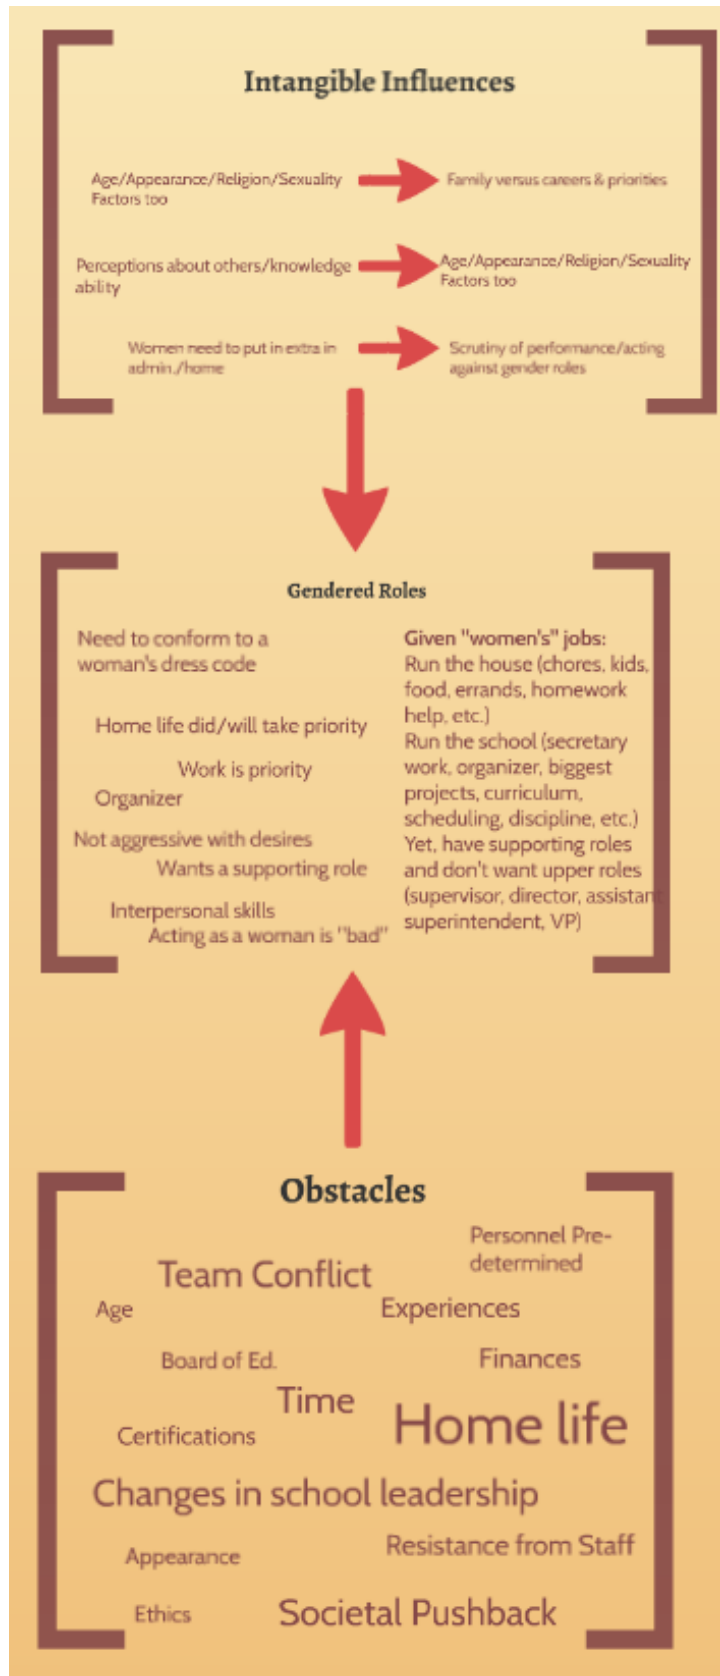 Intangible Influences
Age/Appearance/Religion/Sexuality
Factors too
Family versus careers & priorities
Perceptions about others/knowledge
ability
Age/Appearance/Religion/Sexuality
Factors too
Women need to put in extra in
admin./home
Scrutiny of performance/acting
against gender roles
Gendered Roles
Need to conform to a
woman's dress code
Home life did/will take priority
Work is priority
Organizer
Not aggressive with desires
Wants a supporting role
Interpersonal skills
Acting as a woman is "bad"
Given "women's" jobs:
Run the house (chores, kids,
food, errands, homework
help, etc.)
Run the school (secretary
work, organizer, biggest
projects, curriculum,
scheduling, discipline, etc.)
Yet, have supporting roles
and don't want upper roles
(supervisor, director, assistant
superintendent, VP)
Obstacles
Personnel Pre-
determined
Team Conflict
Age
Experiences
Board of Ed.
Finances
Time
Home life
Certifications
Changes in school leadership
Resistance from Staff
Appearance
Ethics
Societal Pushback